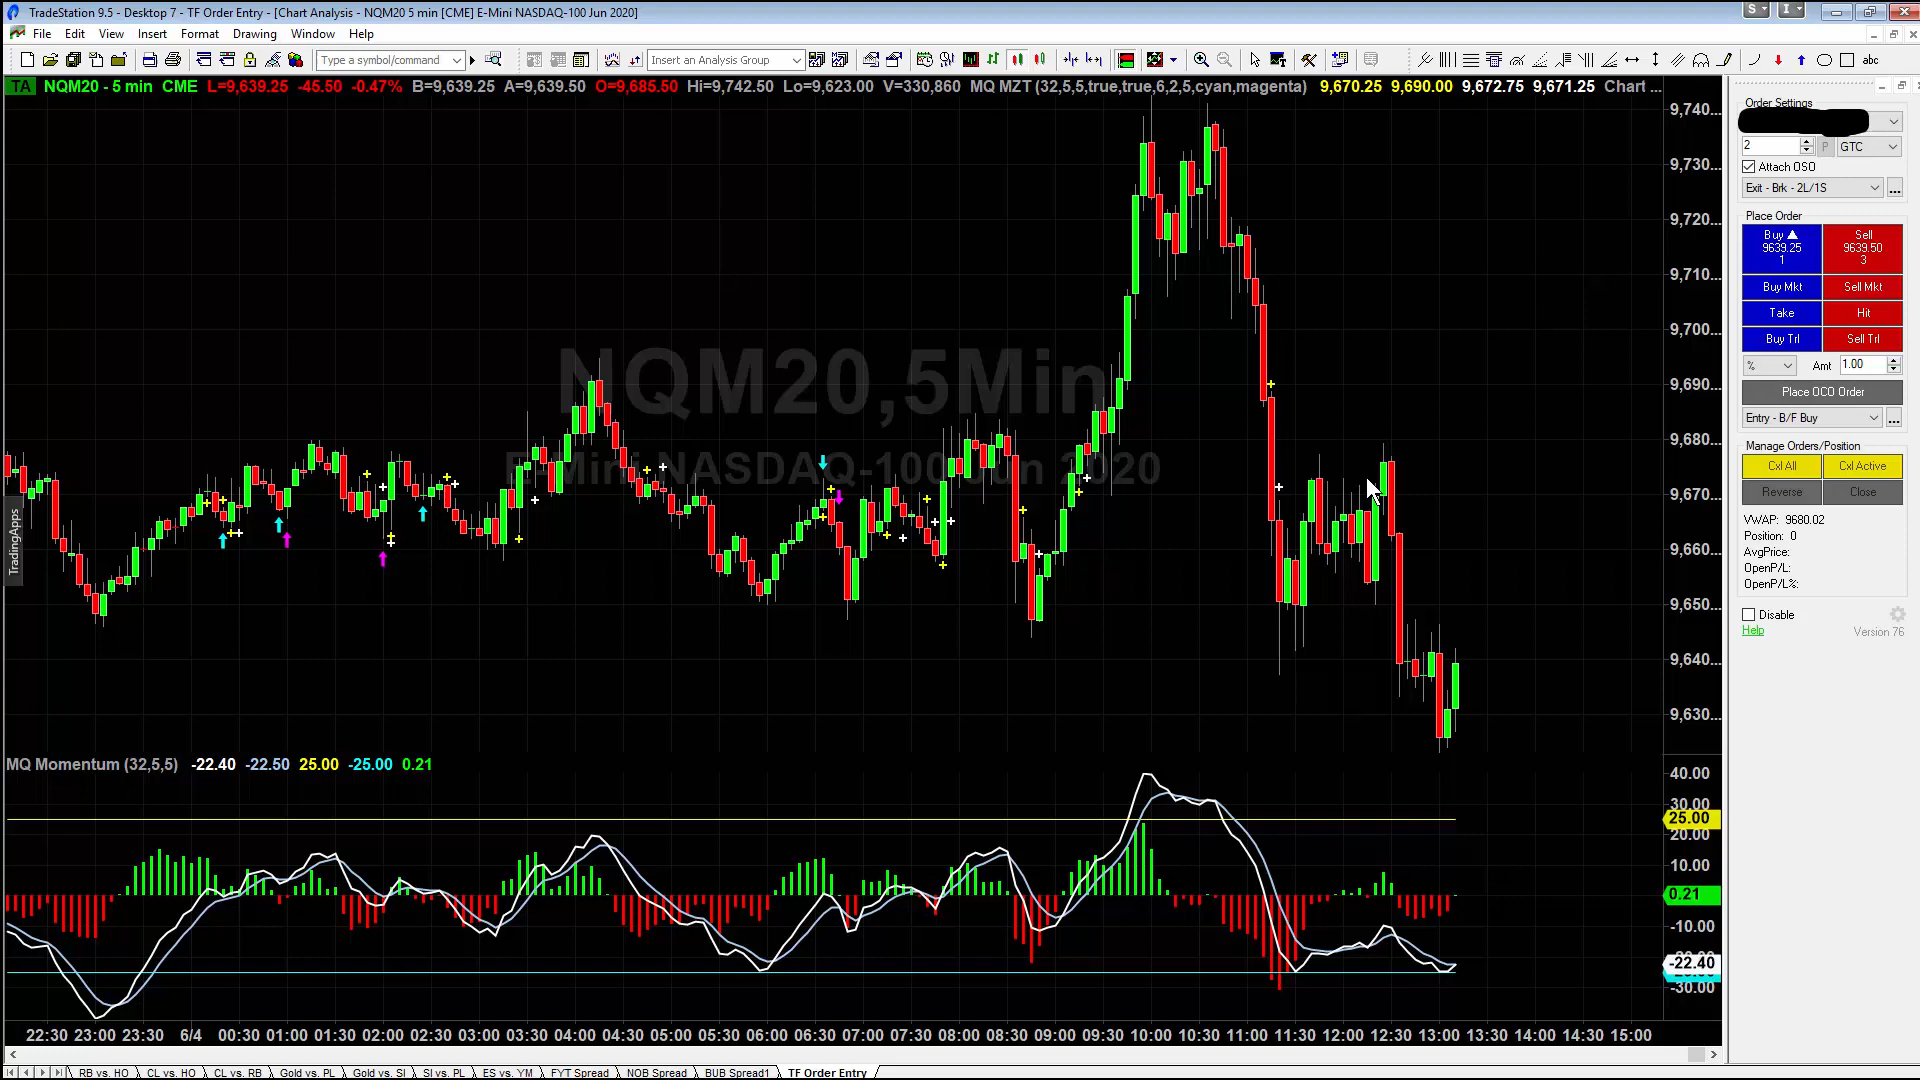 TradeStation 9.5 - Desktop 7 - TF Order Entry - [Chart Analysis - NQM20 5 min [CME] E-Mini NASDAQ-100 Jun 2020]
S I
File Edit View Insert Format Drawing Window Help
Type a symbol/command Insert an Analysis Group abc
TA NQM20 - 5 min CME L=9,639.25 -45.50 -0.47% B=9,639.25 A=9,639.50 O=9,685.50 Hi=9,742.50 Lo=9,623.00 V=330,860 MQ MZT (32,5,5,true,true,6,2,5,cyan,magenta) 9,670.25 9,690.00 9,672.75 9,671.25 Chart ...
9,740...
9,730...
9,720...
9,710...
9,700...
9,690...
9,680...
9,670...
9,660...
9,650...
9,640...
9,630...
NQM20,5Min
E-Mini NASDAQ-100 Jun 2020
TradingApps
MQ Momentum (32,5,5) -22.40 -22.50 25.00 -25.00 0.21
40.00
30.00
25.00
20.00
10.00
0.21
-10.00
-22.40
-30.00
22:30 23:00 23:30 6/4 00:30 01:00 01:30 02:00 02:30 03:00 03:30 04:00 04:30 05:00 05:30 06:00 06:30 07:00 07:30 08:00 08:30 09:00 09:30 10:00 10:30 11:00 11:30 12:00 12:30 13:00 13:30 14:00 14:30 15:00
RB vs. HO CL vs. HO CL vs. RB Gold vs. PL Gold vs. SI SI vs. PL ES vs. YM FYT Spread NOB Spread BUB Spread1 TF Order Entry
Order Settings
2 P GTC
Attach OSO
Exit - Brk - 2L/1S ...
Place Order
Buy Sell
9639.25 9639.50
1 3
Buy Mkt Sell Mkt
Take Hit
Buy Trl Sell Trl
% Amt 1.00
Place OCO Order
Entry - B/F Buy ...
Manage Orders/Position
Cxl All Cxl Active
Reverse Close
VWAP: 9680.02
Position: 0
AvgPrice:
OpenP/L:
OpenP/L%:
Disable
Help Version 76